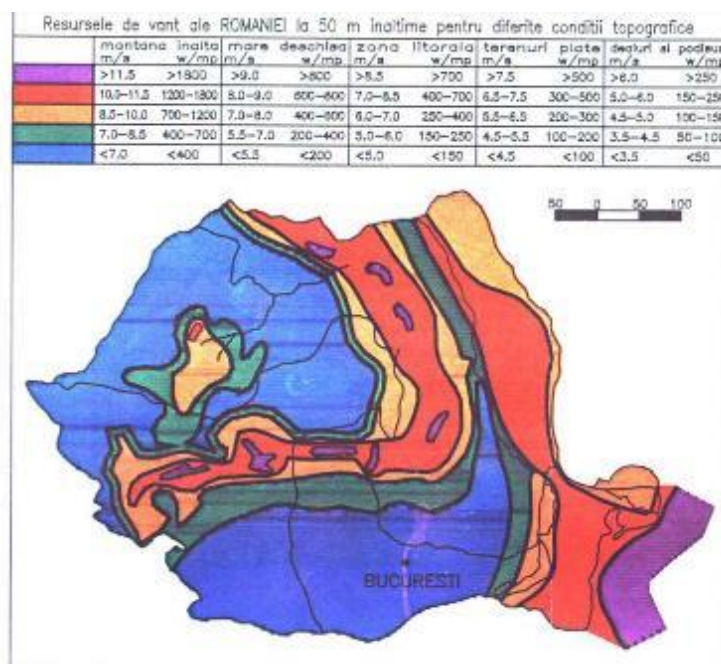 Resursele de vant ale ROMANIEI la 50 m inaltime pentru diferite conditii topografice
montana inalta mare deschisa zona litorala terenuri plate dealuri si podisuri
m/s w/mp m/s w/mp m/s w/mp m/s w/mp m/s w/mp
>11.5 >1800 >9.0 >800 >8.5 >700 >7.5 >500 >6.0 >250
10.0-11.5 1200-1800 8.0-9.0 600-800 7.0-8.5 400-700 6.5-7.5 300-500 5.0-6.0 150-250
8.5-10.0 700-1200 7.0-8.0 400-600 6.0-7.0 250-400 5.5-6.5 200-300 4.5-5.0 100-150
7.0-8.5 400-700 5.5-7.0 200-400 5.0-6.0 150-250 4.5-5.5 100-200 3.5-4.5 50-100
<7.0 <400 <5.5 <200 <5.0 <150 <4.5 <100 <3.5 <50
50 0 50 100
BUCURESTI